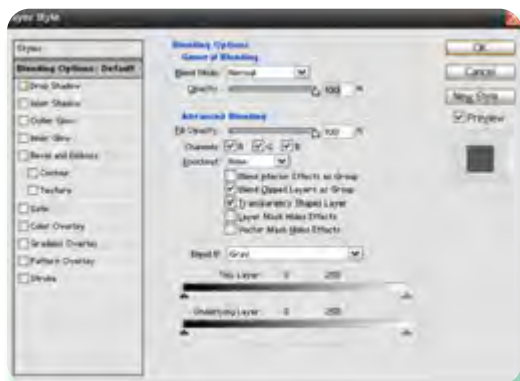 Layer Style
Styles
Blending Options: Default
Drop Shadow
Inner Shadow
Outer Glow
Inner Glow
Bevel and Emboss
Contour
Texture
Satin
Color Overlay
Gradient Overlay
Pattern Overlay
Stroke
Blending Options
General Blending
Blend Mode: Normal
Opacity: 100 %
Advanced Blending
Fill Opacity: 100 %
Channels: R G B
Knockout: None
Blend Interior Effects as Group
Blend Clipped Layers as Group
Transparency Shapes Layer
Layer Mask Hides Effects
Vector Mask Hides Effects
Blend If: Gray
This Layer: 0 255
Underlying Layer: 0 255
OK
Cancel
New Style...
Preview